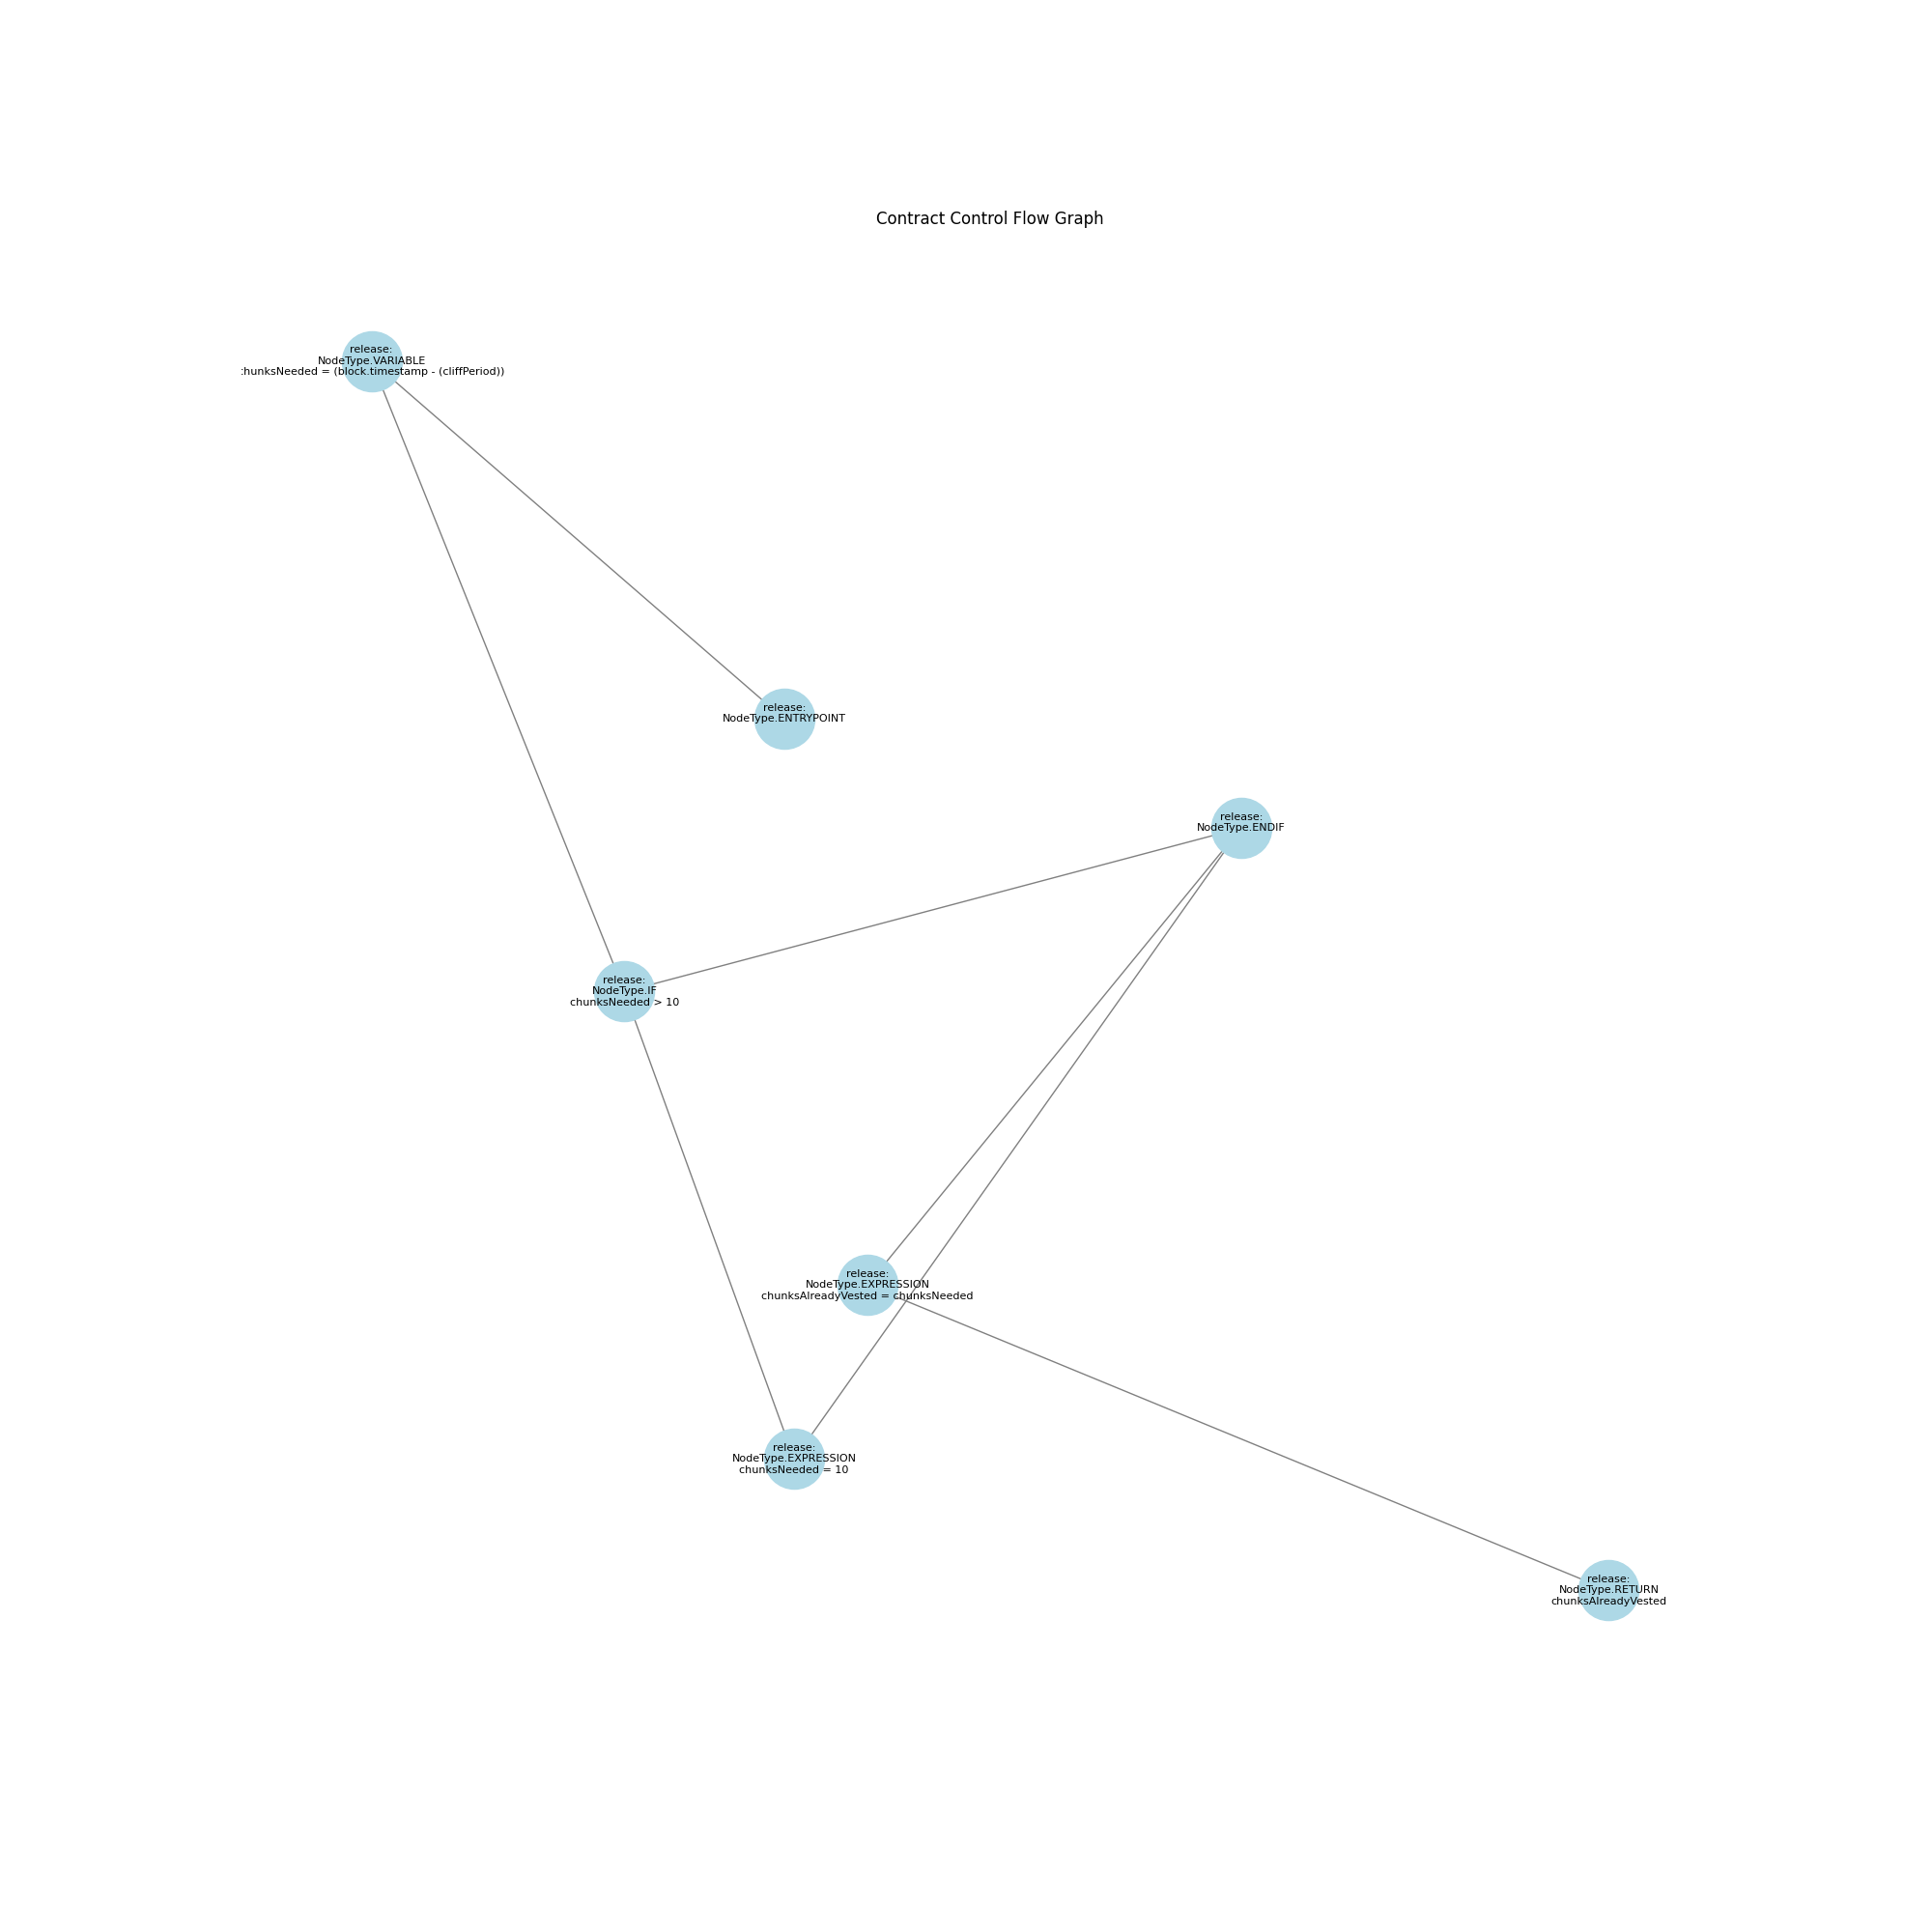 Contract Control Flow Graph
release:
NodeType.VARIABLE
:hunksNeeded = (block.timestamp - (cliffPeriod))
release:
NodeType.ENTRYPOINT
release:
NodeType.ENDIF
release:
NodeType.IF
chunksNeeded > 10
release:
NodeType.EXPRESSION
chunksAlreadyVested = chunksNeeded
release:
NodeType.EXPRESSION
chunksNeeded = 10
release:
NodeType.RETURN
chunksAlreadyVested